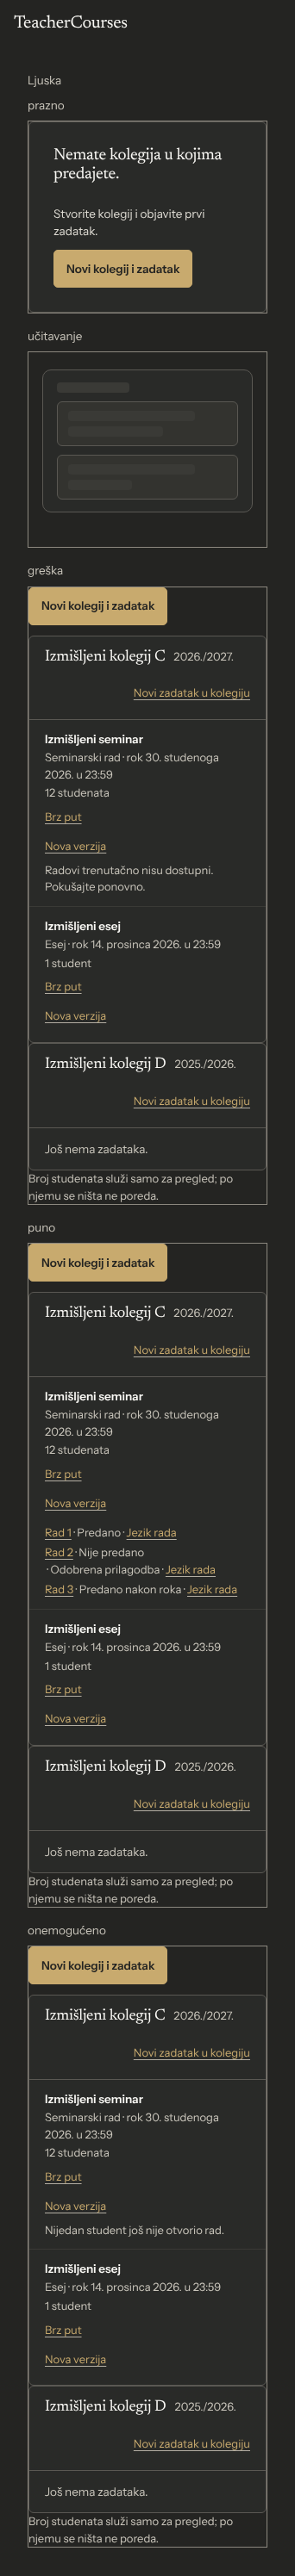 TeacherCourses
Ljuska
prazno
Nemate kolegija u kojima
predajete.
Stvorite kolegij i objavite prvi
zadatak.
Novi kolegij i zadatak
učitavanje
greška
Novi kolegij i zadatak
Izmišljeni kolegij C 2026./2027.
Novi zadatak u kolegiju
Izmišljeni seminar
Seminarski rad · rok 30. studenoga
2026. u 23:59
12 studenata
Brz put
Nova verzija
Radovi trenutačno nisu dostupni.
Pokušajte ponovno.
Izmišljeni esej
Esej · rok 14. prosinca 2026. u 23:59
1 student
Brz put
Nova verzija
Izmišljeni kolegij D 2025./2026.
Novi zadatak u kolegiju
Još nema zadataka.
Broj studenata služi samo za pregled; po
njemu se ništa ne poreda.
puno
Novi kolegij i zadatak
Izmišljeni kolegij C 2026./2027.
Novi zadatak u kolegiju
Izmišljeni seminar
Seminarski rad · rok 30. studenoga
2026. u 23:59
12 studenata
Brz put
Nova verzija
Rad 1 · Predano · Jezik rada
Rad 2 · Nije predano
· Odobrena prilagodba · Jezik rada
Rad 3 · Predano nakon roka · Jezik rada
Izmišljeni esej
Esej · rok 14. prosinca 2026. u 23:59
1 student
Brz put
Nova verzija
Izmišljeni kolegij D 2025./2026.
Novi zadatak u kolegiju
Još nema zadataka.
Broj studenata služi samo za pregled; po
njemu se ništa ne poreda.
onemogućeno
Novi kolegij i zadatak
Izmišljeni kolegij C 2026./2027.
Novi zadatak u kolegiju
Izmišljeni seminar
Seminarski rad · rok 30. studenoga
2026. u 23:59
12 studenata
Brz put
Nova verzija
Nijedan student još nije otvorio rad.
Izmišljeni esej
Esej · rok 14. prosinca 2026. u 23:59
1 student
Brz put
Nova verzija
Izmišljeni kolegij D 2025./2026.
Novi zadatak u kolegiju
Još nema zadataka.
Broj studenata služi samo za pregled; po
njemu se ništa ne poreda.